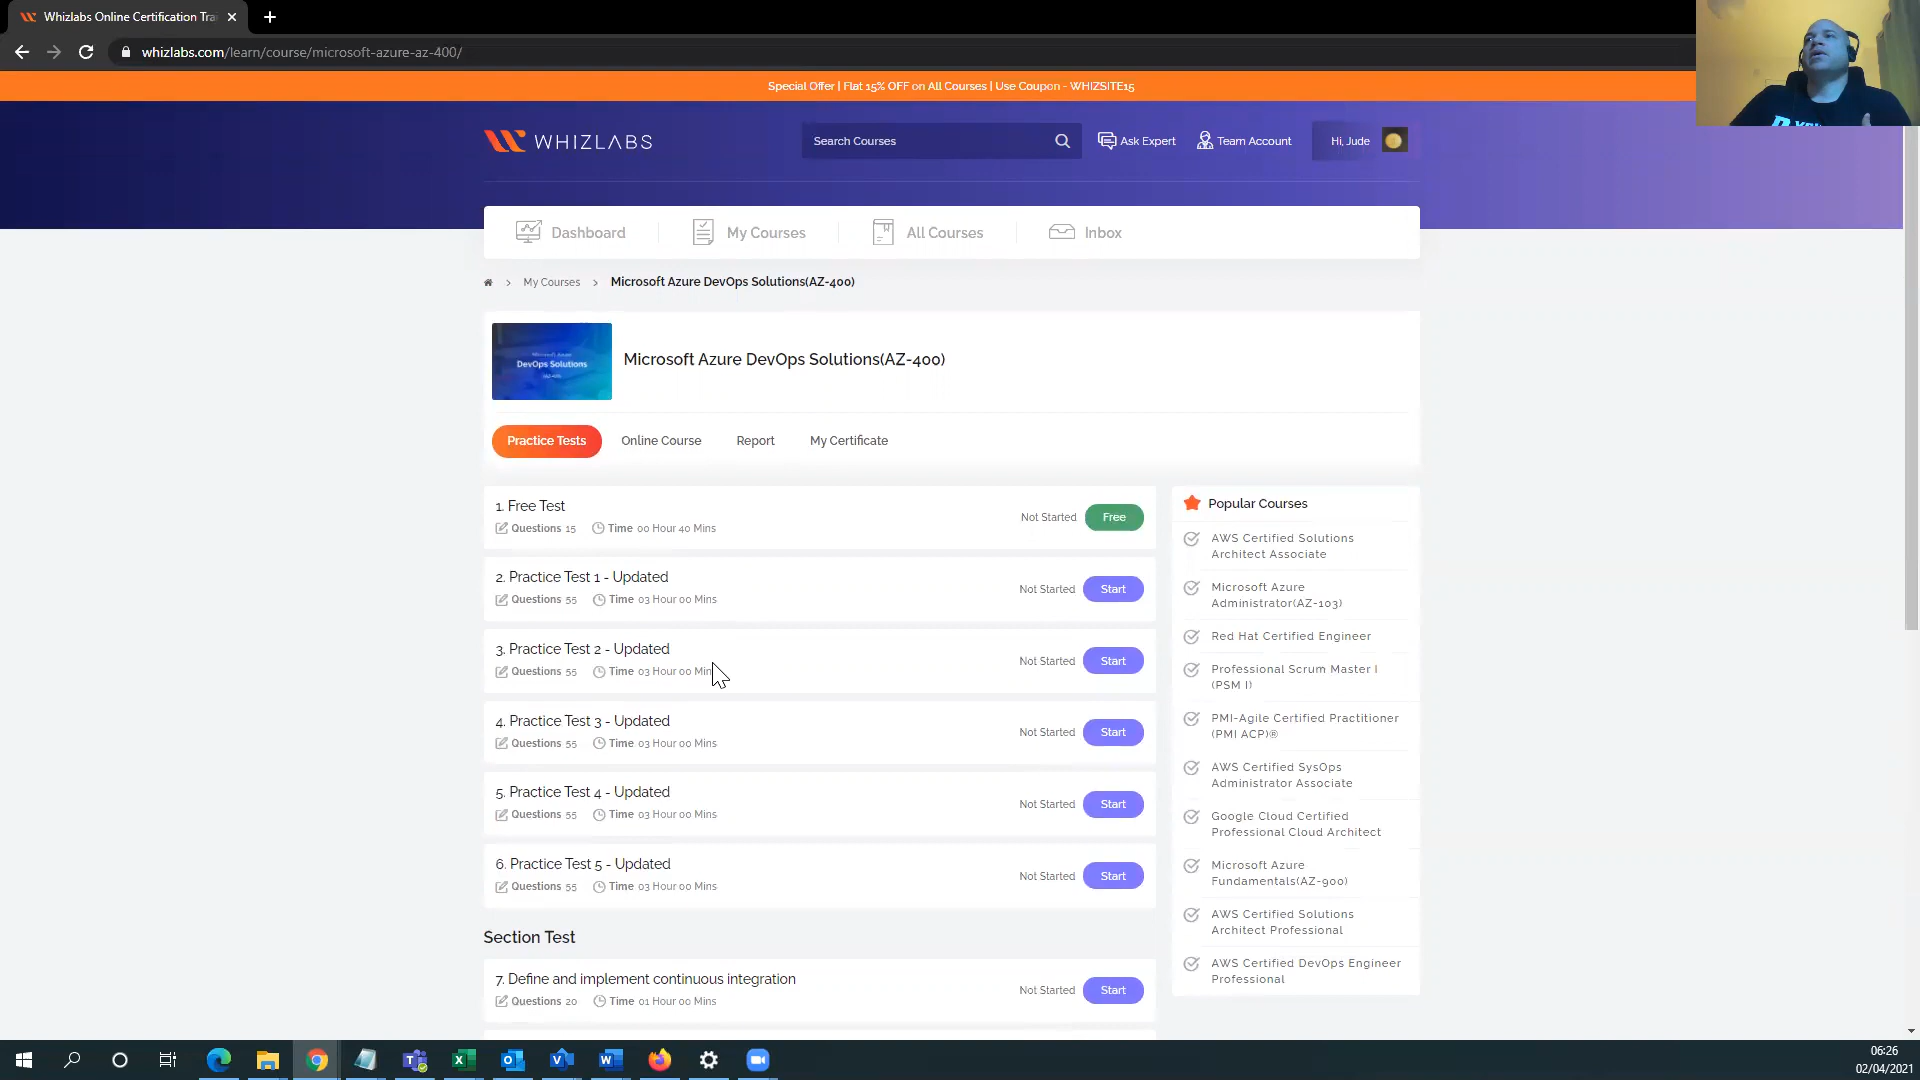 Whizlabs Online Certification Tra
whizlabs.com/learn/course/microsoft-azure-az-400/
Special Offer | Flat 15% OFF on All Courses | Use Coupon - WHIZSITE15
WHIZLABS
Search Courses
Ask Expert
Team Account
Hi, Jude
Dashboard
My Courses
All Courses
Inbox
My Courses
Microsoft Azure DevOps Solutions(AZ-400)
Microsoft Azure
DevOps Solutions
Microsoft Azure DevOps Solutions(AZ-400)
Practice Tests
Online Course
Report
My Certificate
1. Free Test
Questions 15 Time 00 Hour 40 Mins
Not Started
Free
2. Practice Test 1 - Updated
Questions 55 Time 03 Hour 00 Mins
Not Started
Start
3. Practice Test 2 - Updated
Questions 55 Time 03 Hour 00 Min
Not Started
Start
4. Practice Test 3 - Updated
Questions 55 Time 03 Hour 00 Mins
Not Started
Start
5. Practice Test 4 - Updated
Questions 55 Time 03 Hour 00 Mins
Not Started
Start
6. Practice Test 5 - Updated
Questions 55 Time 03 Hour 00 Mins
Not Started
Start
Section Test
7. Define and implement continuous integration
Questions 20 Time 01 Hour 00 Mins
Not Started
Start
Popular Courses
AWS Certified Solutions
Architect Associate
Microsoft Azure
Administrator(AZ-103)
Red Hat Certified Engineer
Professional Scrum Master I
(PSM I)
PMI-Agile Certified Practitioner
(PMI ACP)®
AWS Certified SysOps
Administrator Associate
Google Cloud Certified
Professional Cloud Architect
Microsoft Azure
Fundamentals(AZ-900)
AWS Certified Solutions
Architect Professional
AWS Certified DevOps Engineer
Professional
06:26
02/04/2021